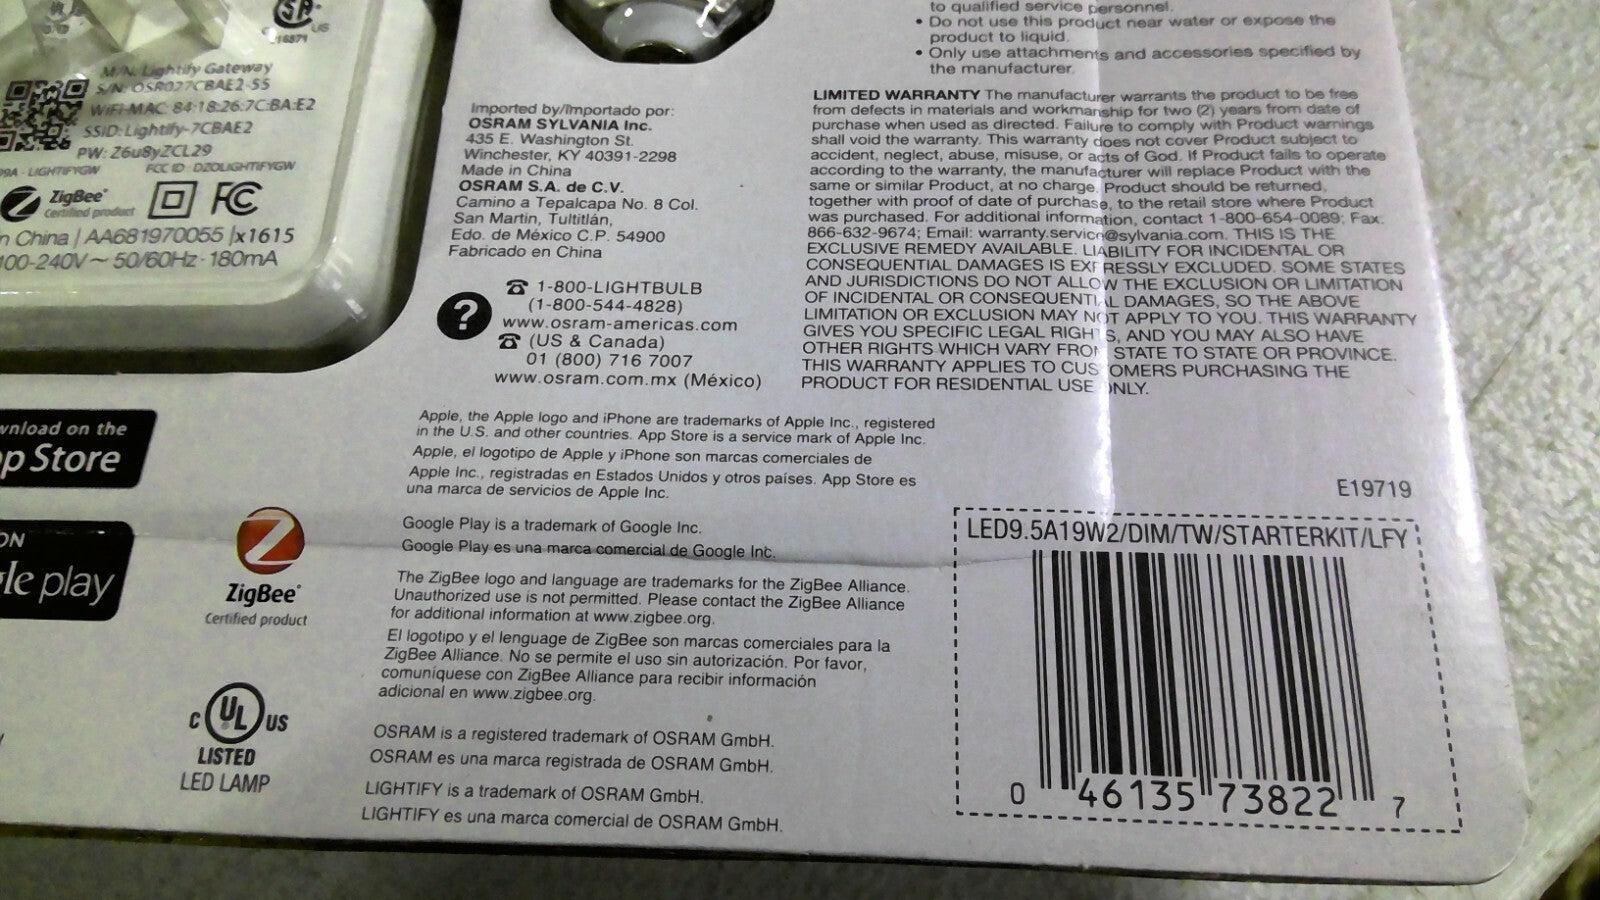 M/N: Lightify Gateway
S/N: OSR027CBAE2-55
WiFi-MAC: 84:18:26:7C:BA:E2
SSID: Lightify-7CBAE2
PW: Z6u8yZCL29
99A - LIGHTIFYGW FCC ID: DZOLIGHTIFYGW
ZigBee®
Certified product
FC
n China | AA681970055 |x1615
100-240V~ 50/60Hz · 180mA
US
Imported by/Importado por:
OSRAM SYLVANIA Inc.
435 E. Washington St.
Winchester, KY 40391-2298
Made in China
OSRAM S.A. de C.V.
Camino a Tepalcapa No. 8 Col.
San Martin, Tultitlán,
Edo. de México C.P. 54900
Fabricado en China
?
1-800-LIGHTBULB
(1-800-544-4828)
www.osram-americas.com
(US & Canada)
01 (800) 716 7007
www.osram.com.mx (México)
to qualified service personnel.
• Do not use this product near water or expose the
product to liquid.
• Only use attachments and accessories specified by
the manufacturer.
LIMITED WARRANTY The manufacturer warrants the product to be free
from defects in materials and workmanship for two (2) years from date of
purchase when used as directed. Failure to comply with Product warnings
shall void the warranty. This warranty does not cover Product subject to
accident, neglect, abuse, misuse, or acts of God. If Product fails to operate
according to the warranty, the manufacturer will replace Product with the
same or similar Product, at no charge. Product should be returned,
together with proof of date of purchase, to the retail store where Product
was purchased. For additional information, contact 1-800-654-0089; Fax:
866-632-9674; Email: warranty.service@sylvania.com. THIS IS THE
EXCLUSIVE REMEDY AVAILABLE. LIABILITY FOR INCIDENTAL OR
CONSEQUENTIAL DAMAGES IS EXPRESSLY EXCLUDED. SOME STATES
AND JURISDICTIONS DO NOT ALLOW THE EXCLUSION OR LIMITATION
OF INCIDENTAL OR CONSEQUENTIAL DAMAGES, SO THE ABOVE
LIMITATION OR EXCLUSION MAY NOT APPLY TO YOU. THIS WARRANTY
GIVES YOU SPECIFIC LEGAL RIGHTS, AND YOU MAY ALSO HAVE
OTHER RIGHTS WHICH VARY FROM STATE TO STATE OR PROVINCE.
THIS WARRANTY APPLIES TO CUSTOMERS PURCHASING THE
PRODUCT FOR RESIDENTIAL USE ONLY.
wnload on the
pp Store
ON
gle play
Z
ZigBee®
Certified product
C UL US
LISTED
LED LAMP
Apple, the Apple logo and iPhone are trademarks of Apple Inc., registered
in the U.S. and other countries. App Store is a service mark of Apple Inc.
Apple, el logotipo de Apple y iPhone son marcas comerciales de
Apple Inc., registradas en Estados Unidos y otros países. App Store es
una marca de servicios de Apple Inc.
Google Play is a trademark of Google Inc.
Google Play es una marca comercial de Google Inc.
The ZigBee logo and language are trademarks for the ZigBee Alliance.
Unauthorized use is not permitted. Please contact the ZigBee Alliance
for additional information at www.zigbee.org.
El logotipo y el lenguage de ZigBee son marcas comerciales para la
ZigBee Alliance. No se permite el uso sin autorización. Por favor,
comuníquese con ZigBee Alliance para recibir información
adicional en www.zigbee.org.
OSRAM is a registered trademark of OSRAM GmbH.
OSRAM es una marca registrada de OSRAM GmbH.
LIGHTIFY is a trademark of OSRAM GmbH.
LIGHTIFY es una marca comercial de OSRAM GmbH.
E19719
LED9.5A19W2/DIM/TW/STARTERKIT/LFY
0 46135 73822 7